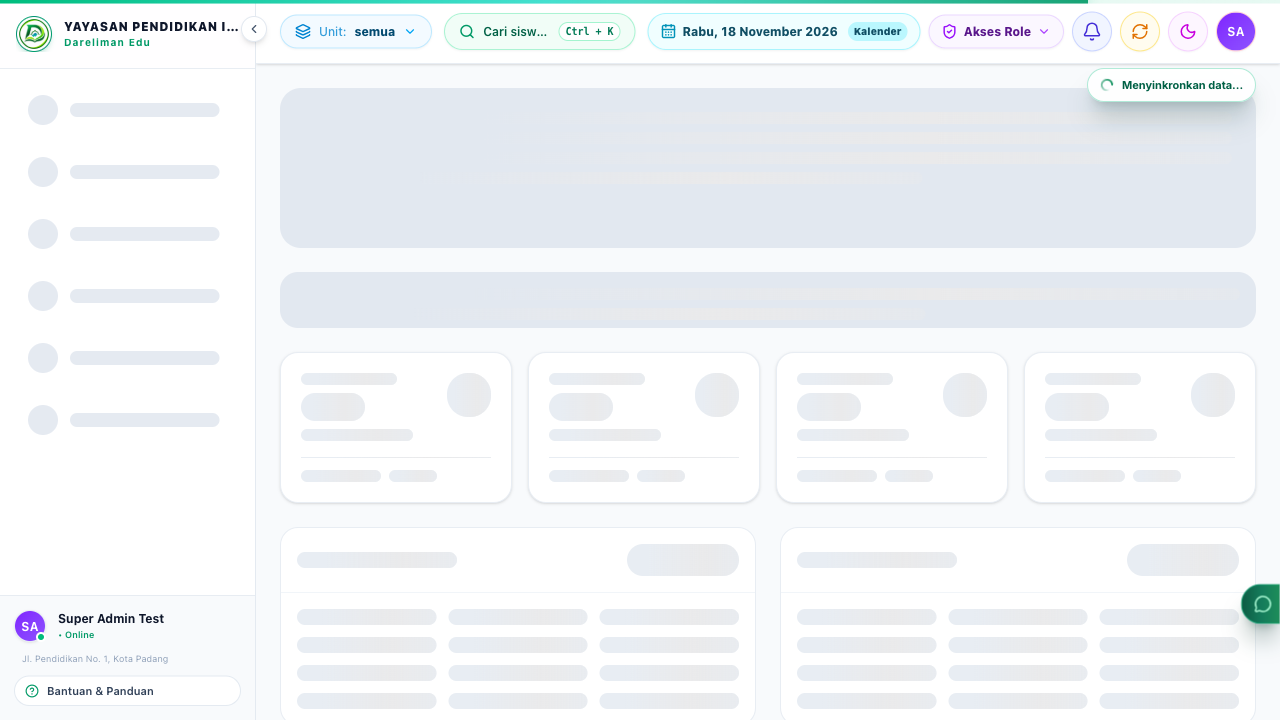 YAYASAN PENDIDIKAN I...
Dareliman Edu
Unit: semua
Cari sisw... Ctrl + K
Rabu, 18 November 2026 Kalender
Akses Role
SA
Menyinkronkan data...
SA
Super Admin Test
• Online
Jl. Pendidikan No. 1, Kota Padang
Bantuan & Panduan